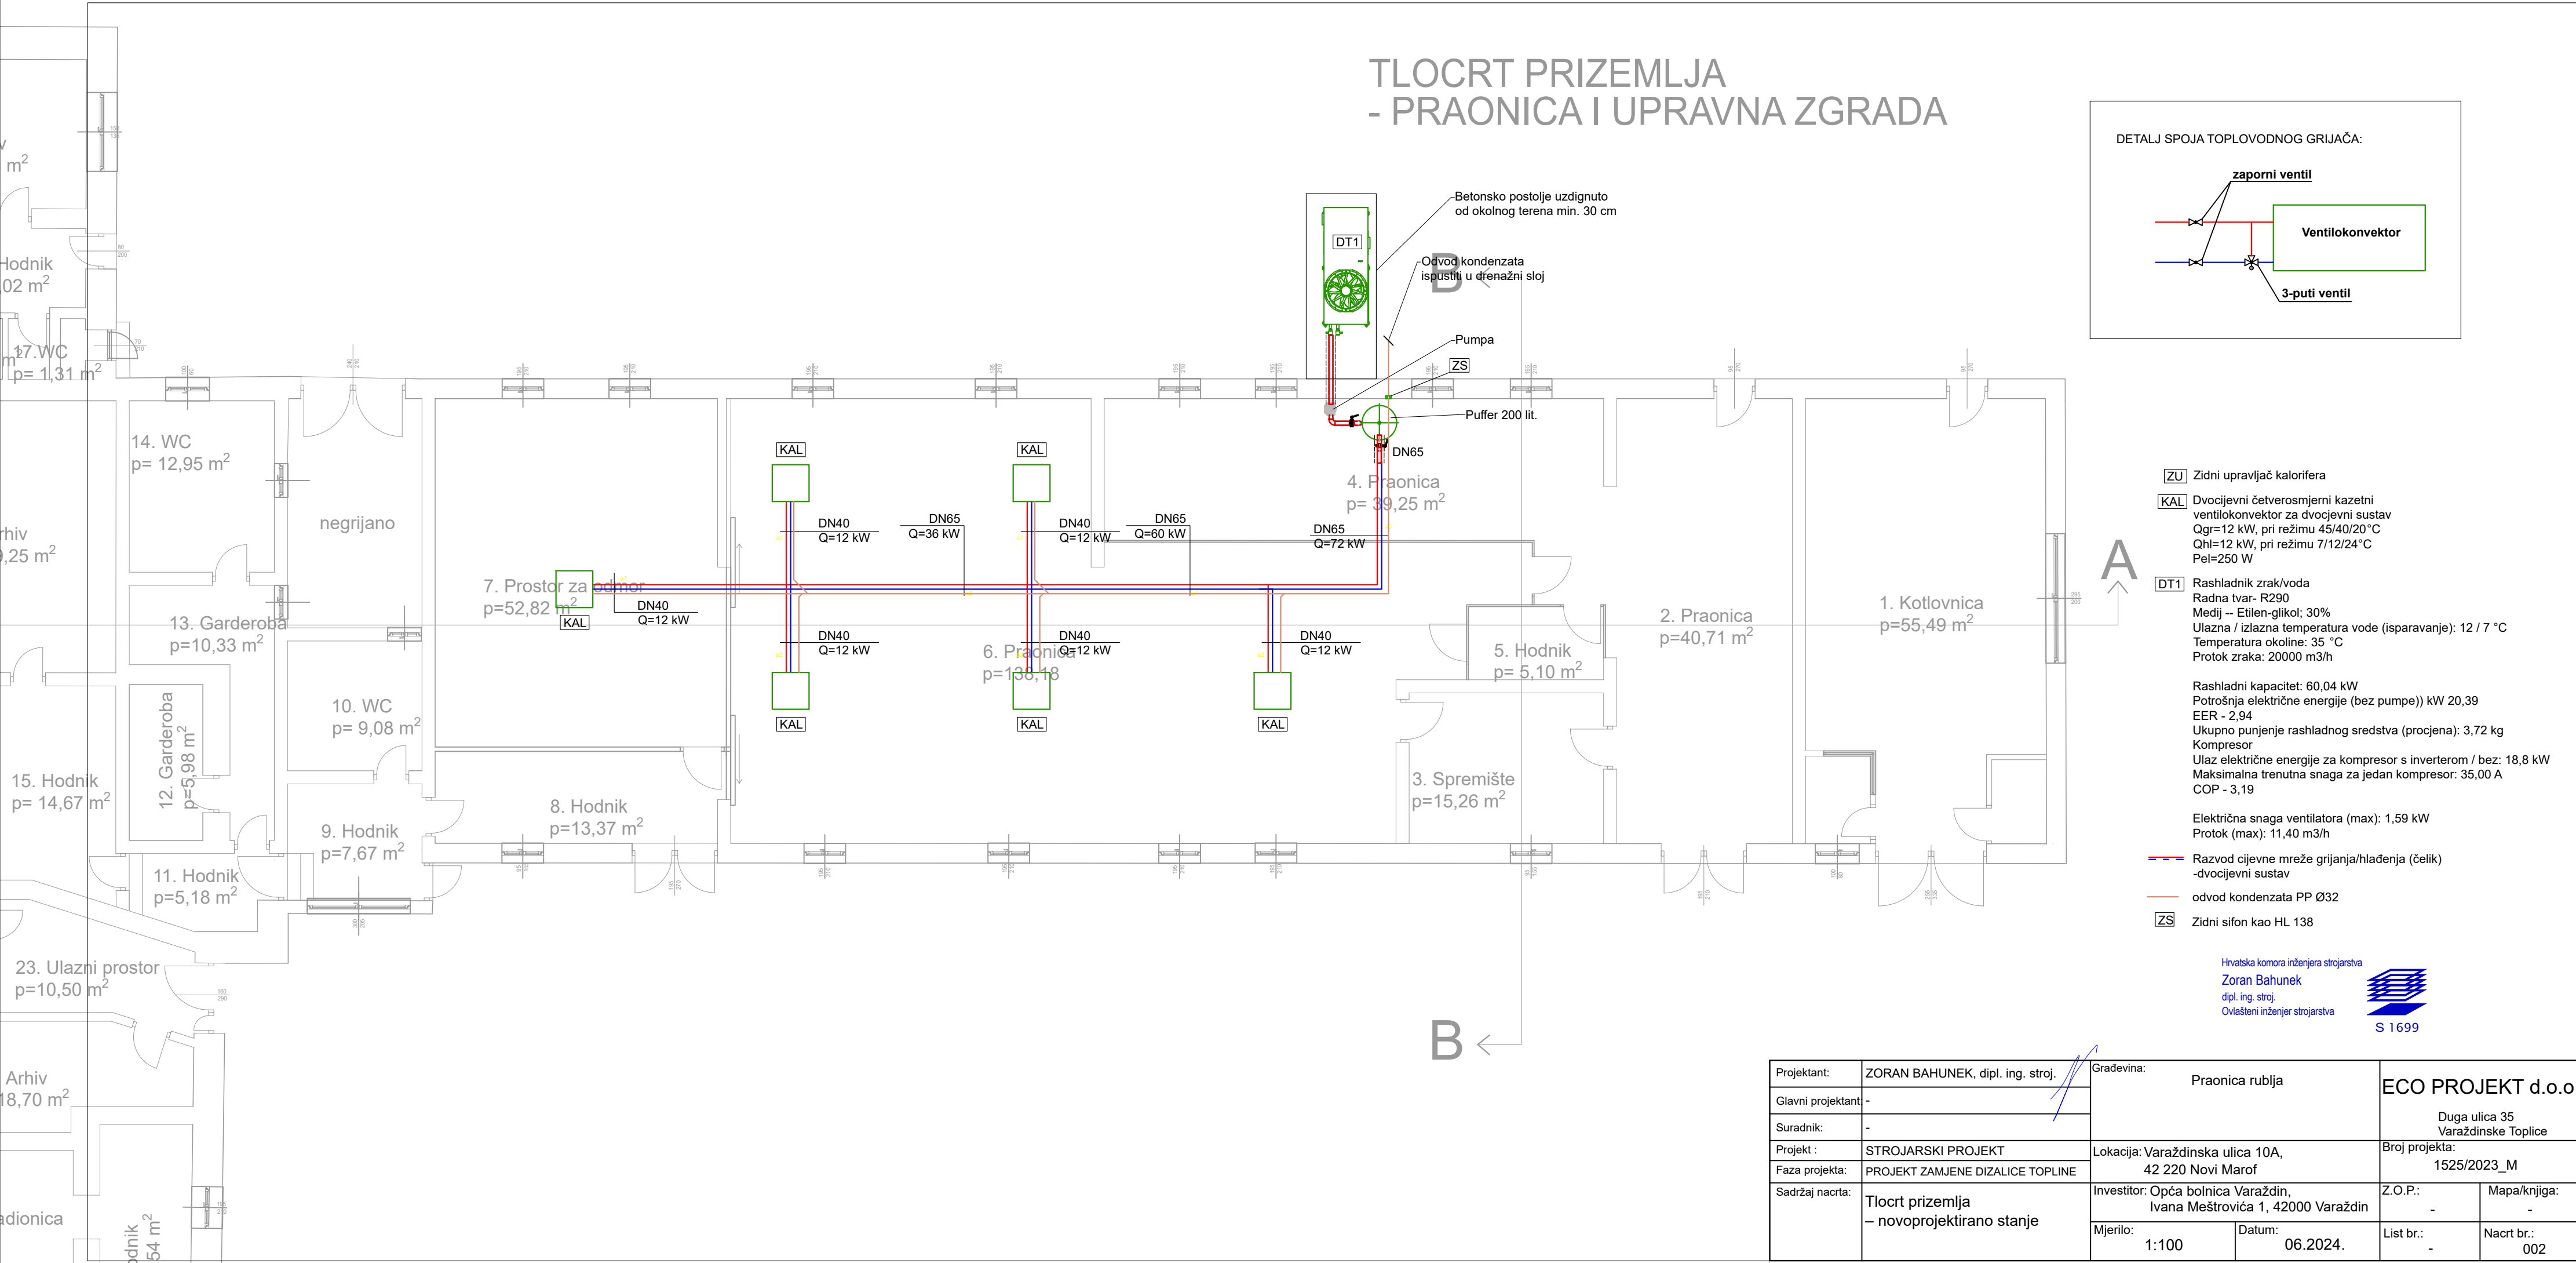 TLOCRT PRIZEMLJA
- PRAONICA I UPRAVNA ZGRADA
DETALJ SPOJA TOPLOVODNOG GRIJAČA:
zaporni ventil
Ventilokonvektor
3-puti ventil
Betonsko postolje uzdignuto
od okolnog terena min. 30 cm
DT1
Odvod kondenzata
ispustiti u drenažni sloj
B
Pumpa
ZS
Puffer 200 lit.
DN65
m²
Hodnik
,02 m²
17.WC
p= 1,31 m²
14. WC
p= 12,95 m²
negrijano
KAL
KAL
4. Praonica
p= 39,25 m²
DN40
Q=12 kW
DN65
Q=36 kW
DN40
Q=12 kW
DN65
Q=60 kW
DN65
Q=72 kW
rhiv
,25 m²
7. Prostor za odmor
p=52,82 m²
KAL
DN40
Q=12 kW
13. Garderoba
p=10,33 m²
DN40
Q=12 kW
DN40
Q=12 kW
DN40
Q=12 kW
6. Praonica
p=138,18
5. Hodnik
p= 5,10 m²
2. Praonica
p=40,71 m²
1. Kotlovnica
p=55,49 m²
A
10. WC
p= 9,08 m²
12. Garderoba
p=5,98 m²
KAL
KAL
KAL
15. Hodnik
p= 14,67 m²
8. Hodnik
p=13,37 m²
3. Spremište
p=15,26 m²
9. Hodnik
p=7,67 m²
11. Hodnik
p=5,18 m²
23. Ulazni prostor
p=10,50 m²
B
Arhiv
18,70 m²
adionica
odnik
54 m²
ZU Zidni upravljač kalorifera
KAL Dvocijevni četverosmjerni kazetni
ventilokonvektor za dvocjevni sustav
Qgr=12 kW, pri režimu 45/40/20°C
Qhl=12 kW, pri režimu 7/12/24°C
Pel=250 W
DT1 Rashladnik zrak/voda
Radna tvar- R290
Medij -- Etilen-glikol; 30%
Ulazna / izlazna temperatura vode (isparavanje): 12 / 7 °C
Temperatura okoline: 35 °C
Protok zraka: 20000 m3/h
Rashladni kapacitet: 60,04 kW
Potrošnja električne energije (bez pumpe)) kW 20,39
EER - 2,94
Ukupno punjenje rashladnog sredstva (procjena): 3,72 kg
Kompresor
Ulaz električne energije za kompresor s inverterom / bez: 18,8 kW
Maksimalna trenutna snaga za jedan kompresor: 35,00 A
COP - 3,19
Električna snaga ventilatora (max): 1,59 kW
Protok (max): 11,40 m3/h
Razvod cijevne mreže grijanja/hlađenja (čelik)
-dvocijevni sustav
odvod kondenzata PP Ø32
ZS Zidni sifon kao HL 138
Hrvatska komora inženjera strojarstva
Zoran Bahunek
dipl. ing. stroj.
Ovlašteni inženjer strojarstva
S 1699
Projektant: ZORAN BAHUNEK, dipl. ing. stroj.
Glavni projektant: -
Suradnik: -
Projekt : STROJARSKI PROJEKT
Faza projekta: PROJEKT ZAMJENE DIZALICE TOPLINE
Sadržaj nacrta: Tlocrt prizemlja
– novoprojektirano stanje
Građevina:
Praonica rublja
Lokacija: Varaždinska ulica 10A,
42 220 Novi Marof
Investitor: Opća bolnica Varaždin,
Ivana Meštrovića 1, 42000 Varaždin
Mjerilo:
1:100
Datum:
06.2024.
ECO PROJEKT d.o.o
Duga ulica 35
Varaždinske Toplice
Broj projekta:
1525/2023_M
Z.O.P.:
-
Mapa/knjiga:
-
List br.:
-
Nacrt br.:
002